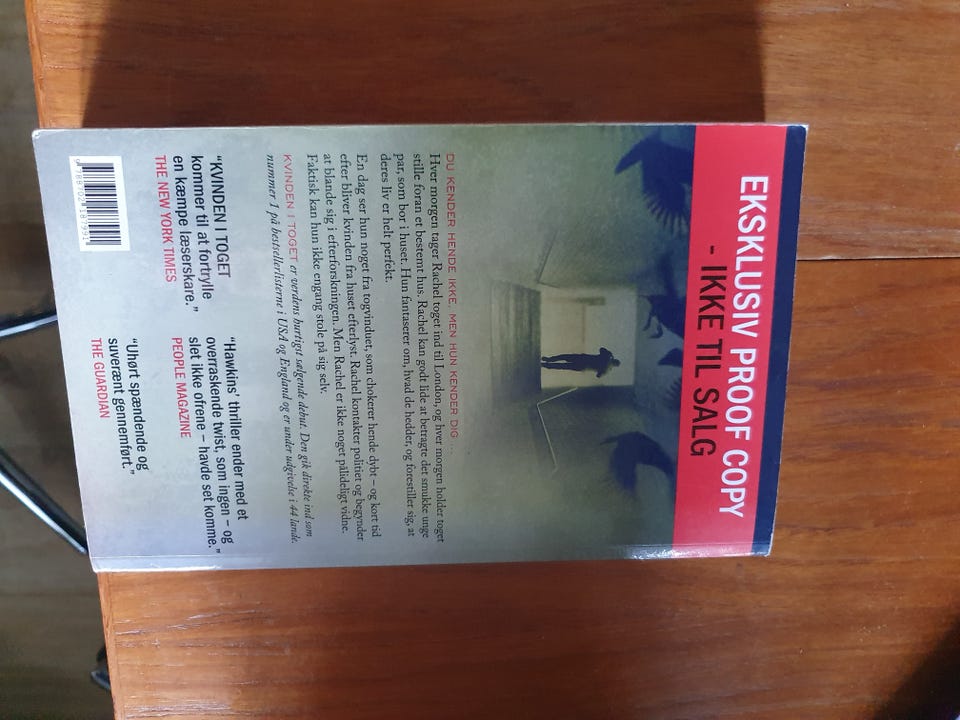 EKSKLUSIV PROOF COPY
- IKKE TIL SALG
DU KENDER HENDE IKKE, MEN HUN KENDER DIG ...
Hver morgen tager Rachel toget ind til London, og hver morgen holder toget
stille foran et bestemt hus. Rachel kan godt lide at betragte det smukke unge
par, som bor i huset. Hun fantaserer om, hvad de hedder, og forestiller sig, at
deres liv er helt perfekt.
En dag ser hun noget fra togvinduet, som chokerer hende dybt – og kort tid
efter bliver kvinden fra huset efterlyst. Rachel kontakter politiet og begynder
at blande sig i efterforskningen. Men Rachel er ikke noget pålideligt vidne.
Faktisk kan hun ikke engang stole på sig selv.
KVINDEN I TOGET er verdens hurtigst sælgende debut. Den gik direkte ind som
nummer 1 på bestsellerlisterne i USA og England og er under udgivelse i 44 lande.
"KVINDEN I TOGET
kommer til at fortrylle
en kæmpe læserskare."
THE NEW YORK TIMES
"Hawkins' thriller ender med et
overraskende twist, som ingen – og
slet ikke ofrene – havde set komme."
PEOPLE MAGAZINE
"Uhørt spændende og
suverænt gennemført."
THE GUARDIAN
9788702187991